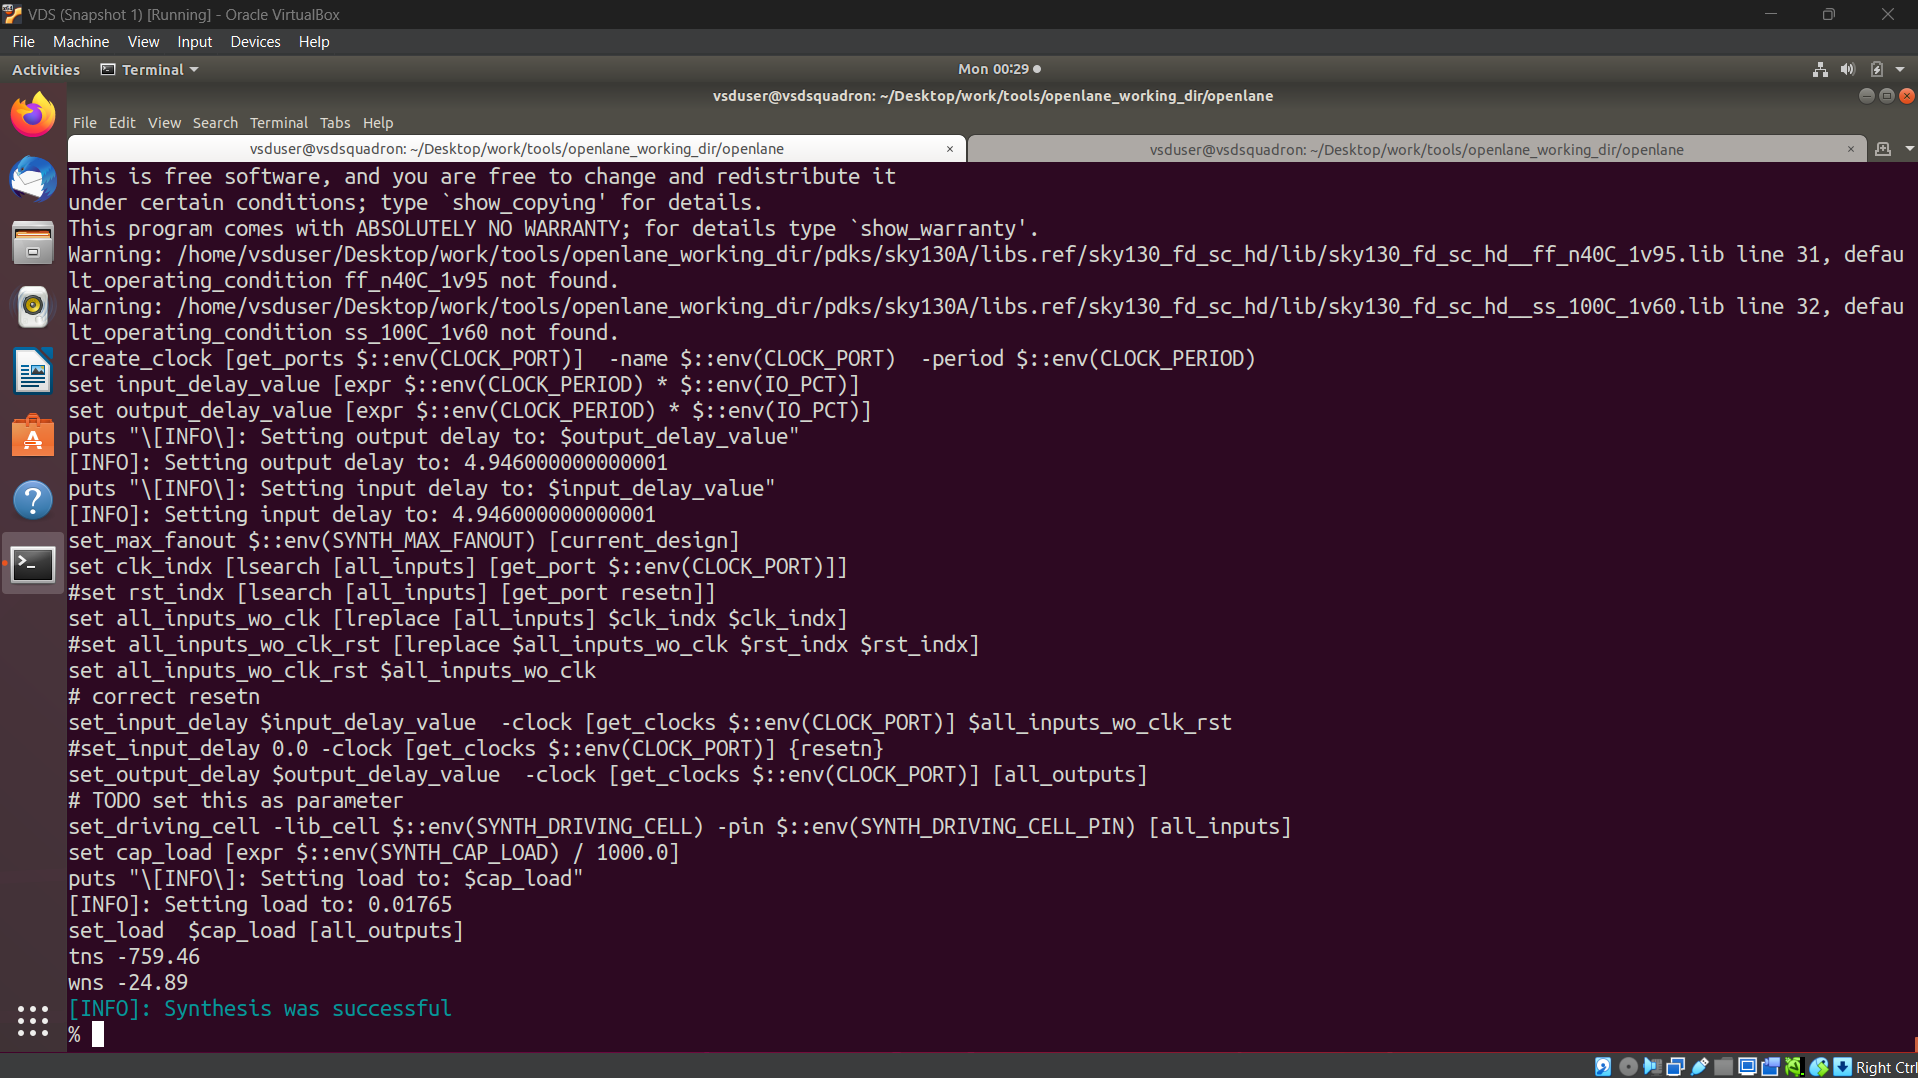 VDS (Snapshot 1) [Running] - Oracle VirtualBox
File Machine View Input Devices Help
Activities Terminal Mon 00:29
vsduser@vsdsquadron: ~/Desktop/work/tools/openlane_working_dir/openlane
File Edit View Search Terminal Tabs Help
vsduser@vsdsquadron: ~/Desktop/work/tools/openlane_working_dir/openlane × vsduser@vsdsquadron: ~/Desktop/work/tools/openlane_working_dir/openlane ×
This is free software, and you are free to change and redistribute it
under certain conditions; type `show_copying' for details.
This program comes with ABSOLUTELY NO WARRANTY; for details type `show_warranty'.
Warning: /home/vsduser/Desktop/work/tools/openlane_working_dir/pdks/sky130A/libs.ref/sky130_fd_sc_hd/lib/sky130_fd_sc_hd__ff_n40C_1v95.lib line 31, defau
lt_operating_condition ff_n40C_1v95 not found.
Warning: /home/vsduser/Desktop/work/tools/openlane_working_dir/pdks/sky130A/libs.ref/sky130_fd_sc_hd/lib/sky130_fd_sc_hd__ss_100C_1v60.lib line 32, defau
lt_operating_condition ss_100C_1v60 not found.
create_clock [get_ports $::env(CLOCK_PORT)]  -name $::env(CLOCK_PORT)  -period $::env(CLOCK_PERIOD)
set input_delay_value [expr $::env(CLOCK_PERIOD) * $::env(IO_PCT)]
set output_delay_value [expr $::env(CLOCK_PERIOD) * $::env(IO_PCT)]
puts "\[INFO\]: Setting output delay to: $output_delay_value"
[INFO]: Setting output delay to: 4.946000000000001
puts "\[INFO\]: Setting input delay to: $input_delay_value"
[INFO]: Setting input delay to: 4.946000000000001
set_max_fanout $::env(SYNTH_MAX_FANOUT) [current_design]
set clk_indx [lsearch [all_inputs] [get_port $::env(CLOCK_PORT)]]
#set rst_indx [lsearch [all_inputs] [get_port resetn]]
set all_inputs_wo_clk [lreplace [all_inputs] $clk_indx $clk_indx]
#set all_inputs_wo_clk_rst [lreplace $all_inputs_wo_clk $rst_indx $rst_indx]
set all_inputs_wo_clk_rst $all_inputs_wo_clk
# correct resetn
set_input_delay $input_delay_value  -clock [get_clocks $::env(CLOCK_PORT)] $all_inputs_wo_clk_rst
#set_input_delay 0.0 -clock [get_clocks $::env(CLOCK_PORT)] {resetn}
set_output_delay $output_delay_value  -clock [get_clocks $::env(CLOCK_PORT)] [all_outputs]
# TODO set this as parameter
set_driving_cell -lib_cell $::env(SYNTH_DRIVING_CELL) -pin $::env(SYNTH_DRIVING_CELL_PIN) [all_inputs]
set cap_load [expr $::env(SYNTH_CAP_LOAD) / 1000.0]
puts "\[INFO\]: Setting load to: $cap_load"
[INFO]: Setting load to: 0.01765
set_load  $cap_load [all_outputs]
tns -759.46
wns -24.89
[INFO]: Synthesis was successful
%
Right Ctrl